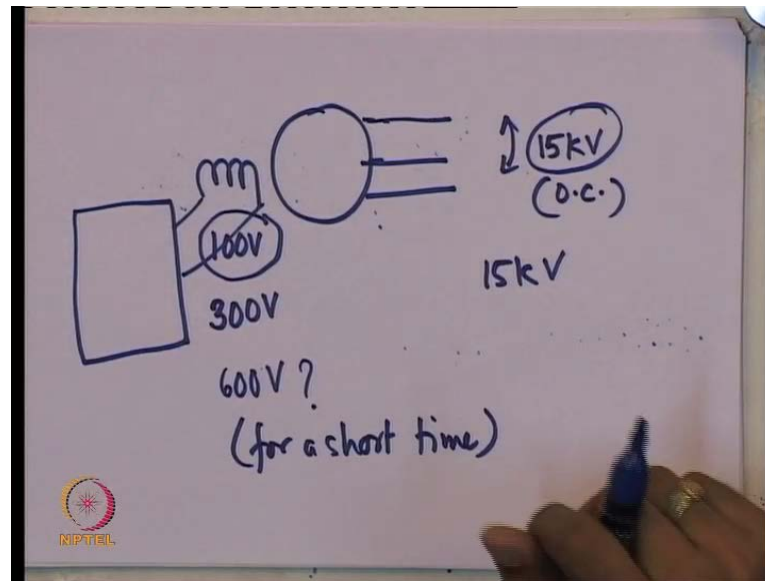 15kV
(O.C.)
100V
15kV
300V
600V ?
(for a short time)
NPTEL